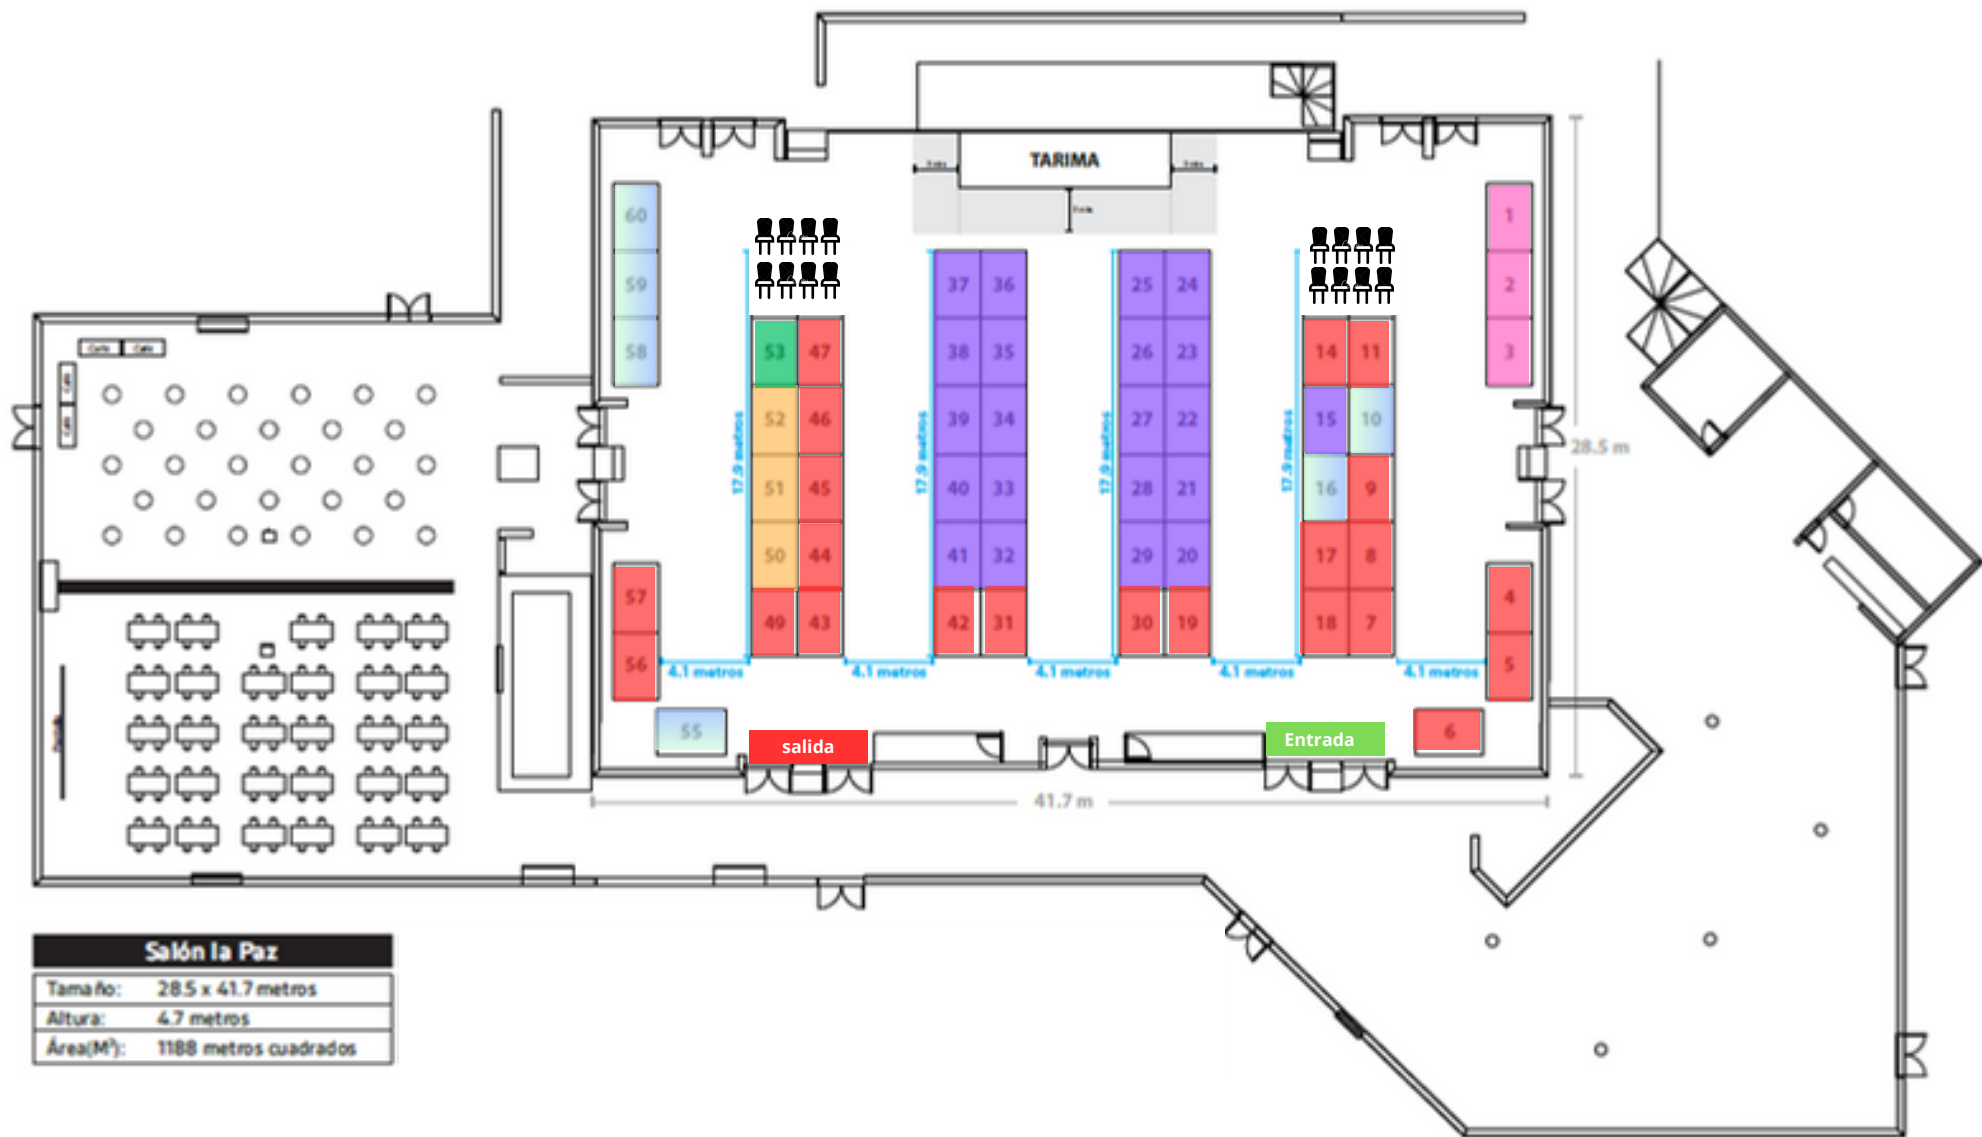 TARIMA
60
59
58
53 47
52 46
51 45
50 44
49 43
17.9 metros
37 36
38 35
39 34
40 33
41 32
42 31
17.9 metros
25 24
26 23
27 22
28 21
29 20
30 19
17.9 metros
14 11
15 10
16 9
17 8
18 7
17.9 metros
1
2
3
28.5 m
57
56
4
5
4.1 metros
4.1 metros
4.1 metros
4.1 metros
4.1 metros
55
salida
Entrada
6
41.7 m
Salón la Paz
Tamaño: 28.5 x 41.7 metros
Altura: 4.7 metros
Área(M²): 1188 metros cuadrados